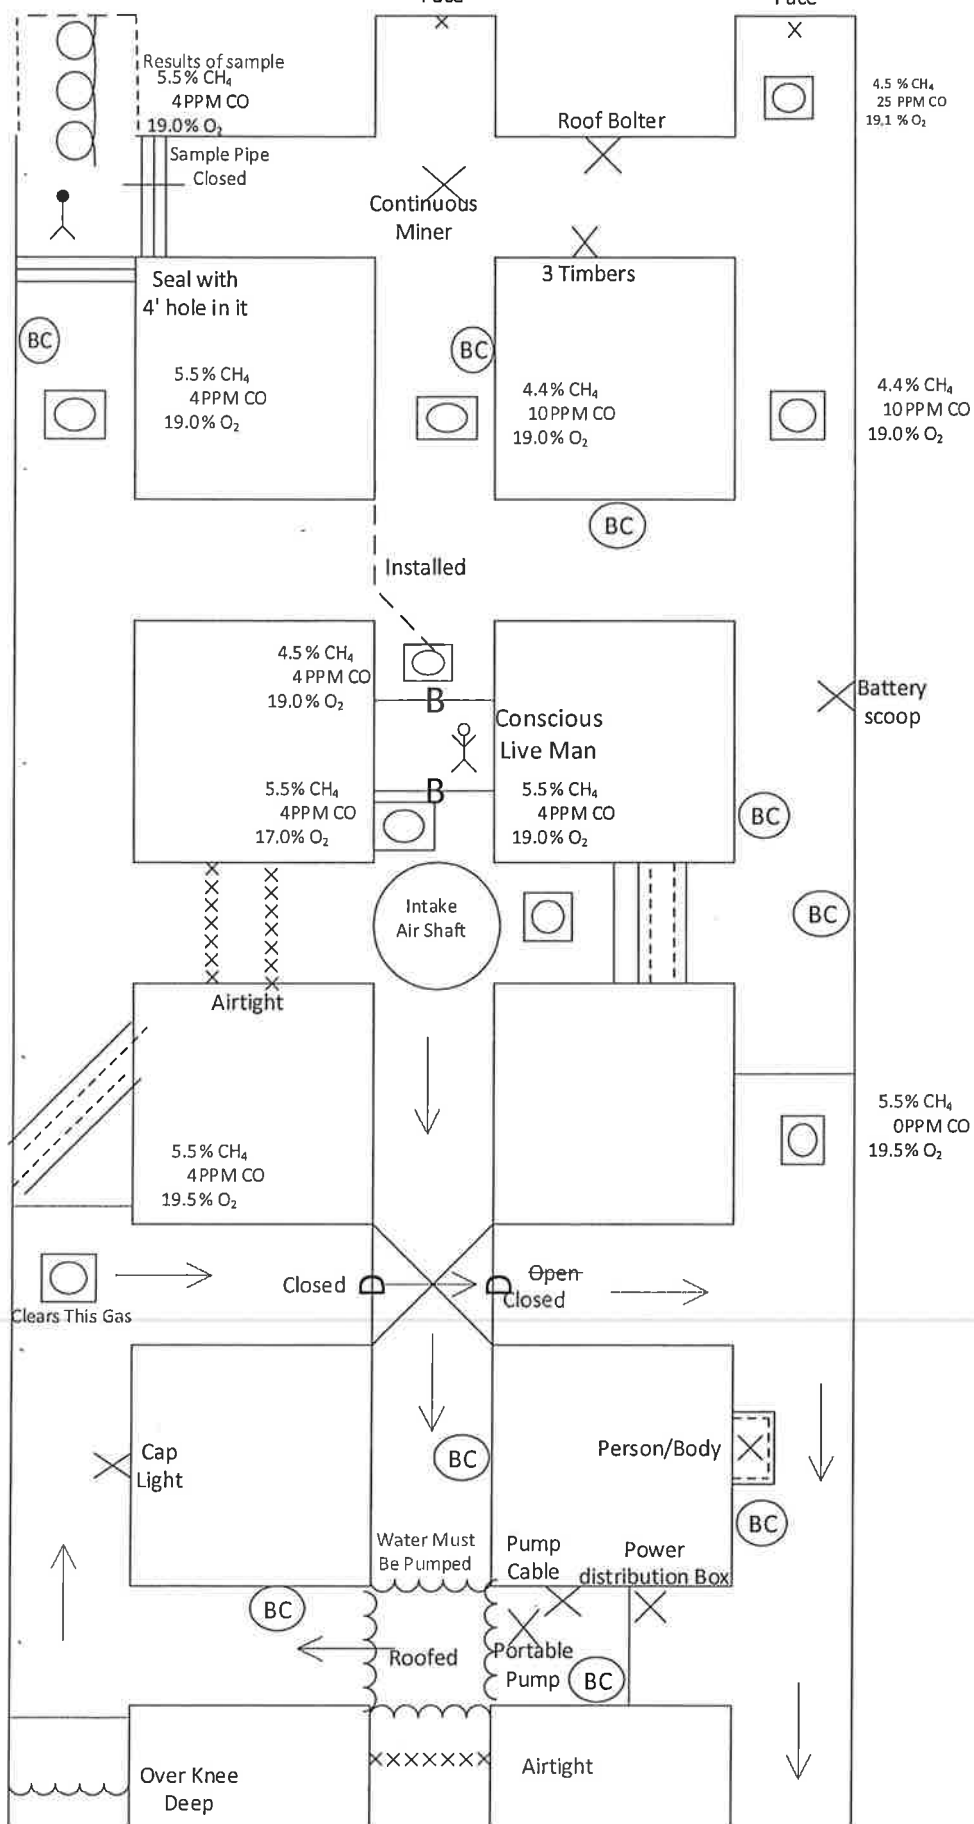 Face
Face
Results of sample
5.5% CH₄
4PPM CO
19.0% O₂
4.5 % CH₄
25 PPM CO
19.1 % O₂
Roof Bolter
Sample Pipe
Closed
Continuous
Miner
Seal with
4' hole in it
3 Timbers
BC
BC
5.5% CH₄
4PPM CO
19.0% O₂
4.4% CH₄
10PPM CO
19.0% O₂
4.4% CH₄
10PPM CO
19.0% O₂
BC
Installed
4.5% CH₄
4PPM CO
19.0% O₂
B
Conscious
Live Man
Battery
scoop
5.5% CH₄
4PPM CO
17.0% O₂
B
5.5% CH₄
4PPM CO
19.0% O₂
BC
Intake
Air Shaft
BC
Airtight
5.5% CH₄
4PPM CO
19.5% O₂
5.5% CH₄
0PPM CO
19.5% O₂
Closed
D
D
Open
Closed
Clears This Gas
Cap
Light
BC
Person/Body
BC
Water Must
Be Pumped
Pump
Cable
Power
distribution Box
BC
Roofed
Portable
Pump
BC
Over Knee
Deep
Airtight